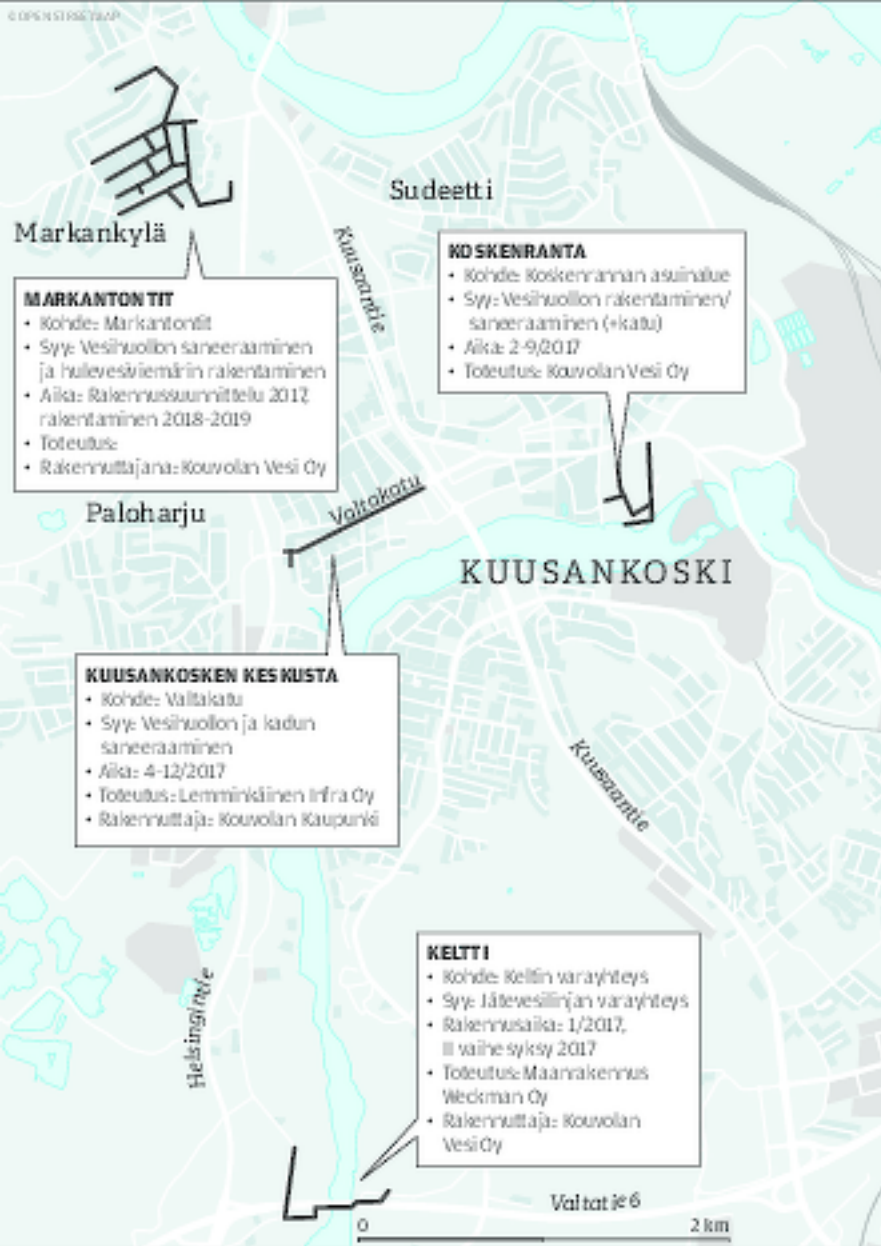 © OPENSTREETMAP
Sudeetti
Markankylä
Kuusaantie
KOSKENRANTA
• Kohde: Koskenrannan asuinalue
• Syy: Vesihuollon rakentaminen/
saneeraaminen (+katu)
• Aika: 2-9/2017
• Toteutus: Kouvolan Vesi Oy
MARKANTONTIT
• Kohde: Markantontit
• Syy: Vesihuollon saneeraaminen
ja hulevesiviemärin rakentaminen
• Aika: Rakennussuunnittelu 2017,
rakentaminen 2018-2019
• Toteutus:
• Rakennuttajana: Kouvolan Vesi Oy
Valtakatu
Paloharju
KUUSANKOSKI
KUUSANKOSKEN KESKUSTA
• Kohde: Valtakatu
• Syy: Vesihuollon ja kadun
saneeraaminen
• Aika: 4-12/2017
• Toteutus: Lemminkäinen Infra Oy
• Rakennuttaja: Kouvolan Kaupunki
Kuusaantie
Helsingintie
KELTTI
• Kohde: Keltin varayhteys
• Syy: Jätevesilinjan varayhteys
• Rakennusaika: 1/2017,
II vaihe syksy 2017
• Toteutus: Maanrakennus
Weckman Oy
• Rakennuttaja: Kouvolan
Vesi Oy
Valtatie 6
0 2 km